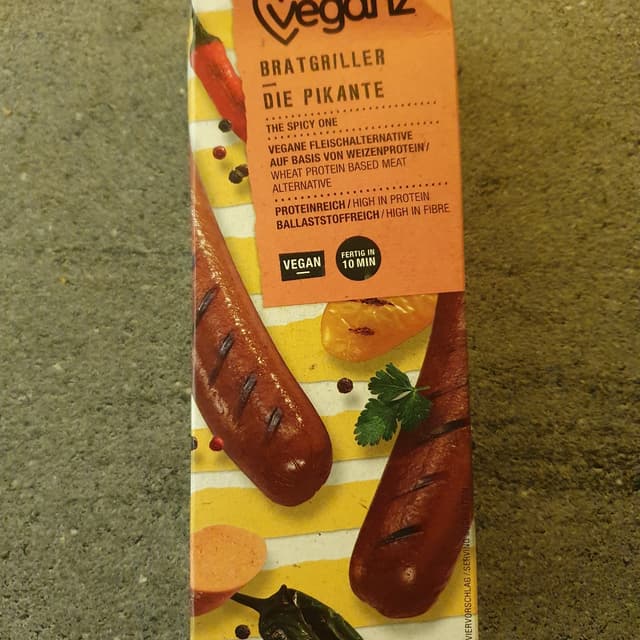 veganz
BRATGRILLER
DIE PIKANTE
THE SPICY ONE
VEGANE FLEISCHALTERNATIVE
AUF BASIS VON WEIZENPROTEIN/
WHEAT PROTEIN BASED MEAT
ALTERNATIVE
PROTEINREICH/HIGH IN PROTEIN
BALLASTSTOFFREICH/HIGH IN FIBRE
VEGAN
FERTIG IN
10 MIN